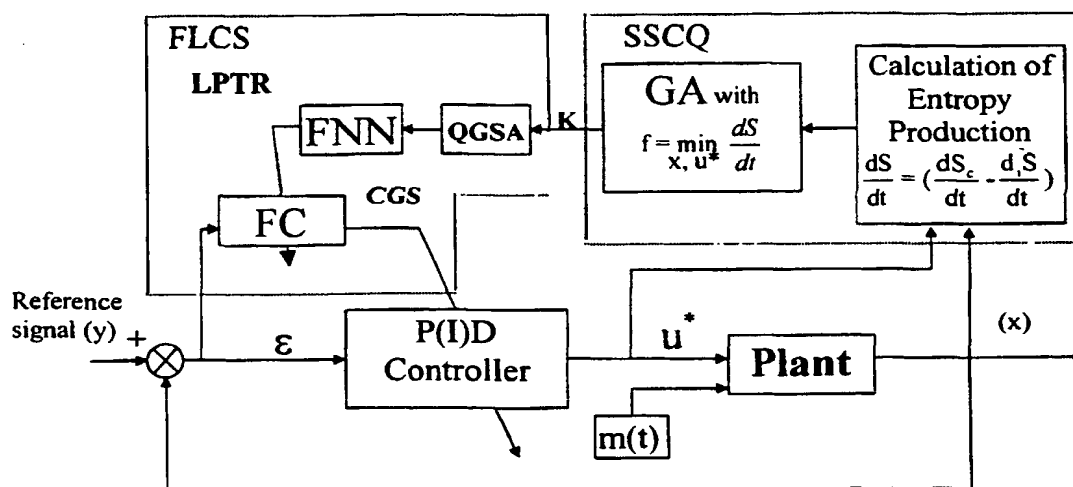 FLCS
LPTR
FNN
QGSA
K
CGS
FC
SSCQ
GA with
f = min dS/dt
x, u*
Calculation of
Entropy
Production
dS/dt = (dS_c/dt - d_iS/dt)
Reference
signal (y)
+
ε
P(I)D
Controller
u*
Plant
(x)
m(t)